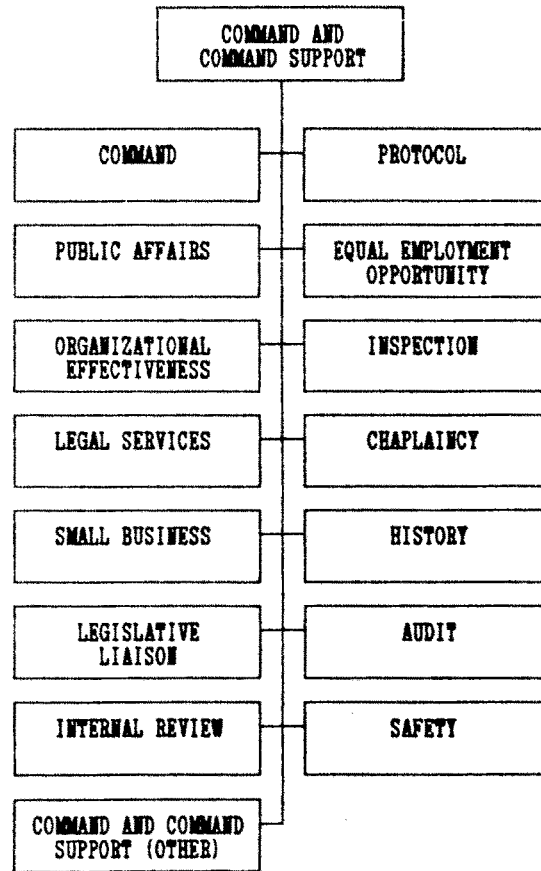 COMMAND AND
COMMAND SUPPORT
COMMAND
PROTOCOL
PUBLIC AFFAIRS
EQUAL EMPLOYMENT
OPPORTUNITY
ORGANIZATIONAL
EFFECTIVENESS
INSPECTION
LEGAL SERVICES
CHAPLAINCY
SMALL BUSINESS
HISTORY
LEGISLATIVE
LIAISON
AUDIT
INTERNAL REVIEW
SAFETY
COMMAND AND COMMAND
SUPPORT (OTHER)